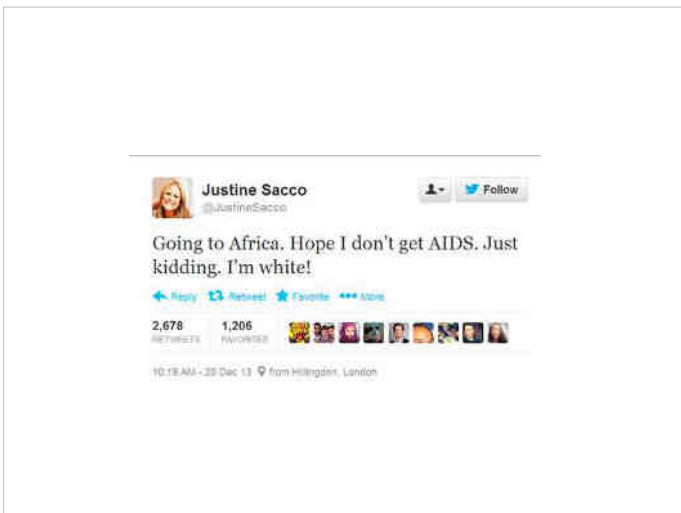 Justine Sacco
@JustineSacco
Follow
Going to Africa. Hope I don't get AIDS. Just
kidding. I'm white!
Reply Retweet Favorite More
2,678 1,206
RETWEETS FAVORITES
10:19 AM - 20 Dec 13 from Hillingdon, London